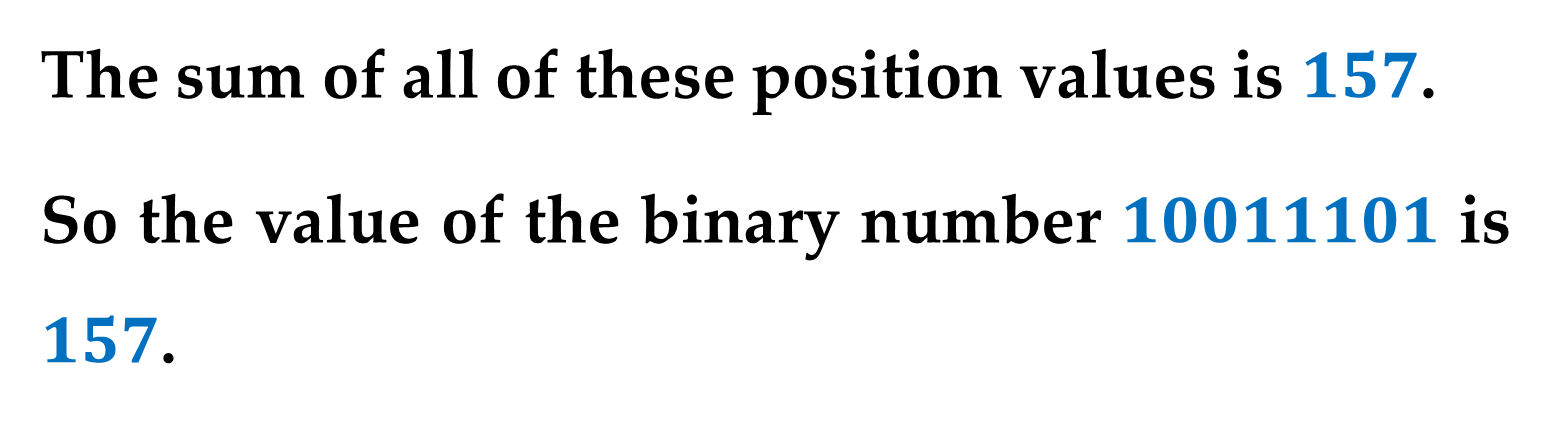 The sum of all of these position values is 157.
So the value of the binary number 10011101 is
157.